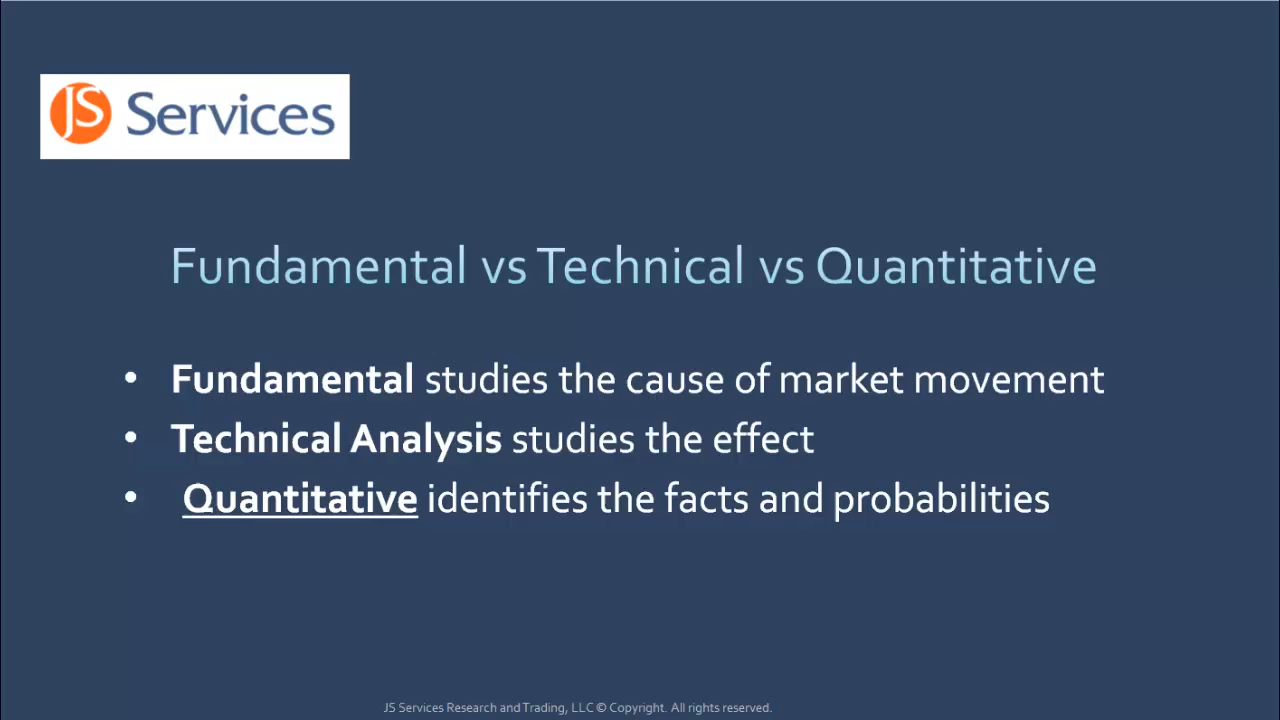 JS Services
Fundamental vs Technical vs Quantitative
• Fundamental studies the cause of market movement
• Technical Analysis studies the effect
• Quantitative identifies the facts and probabilities
JS Services Research and Trading, LLC © Copyright. All rights reserved.